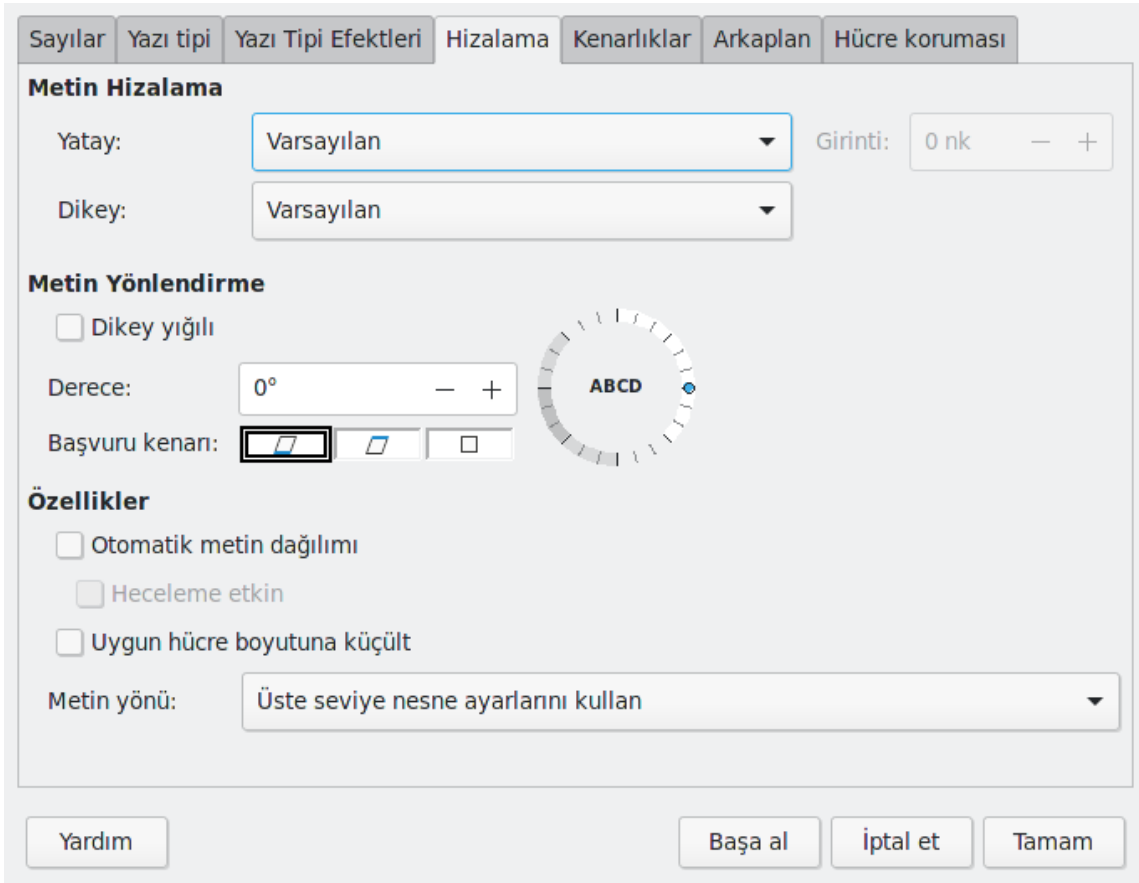 Sayılar Yazı tipi Yazı Tipi Efektleri Hizalama Kenarlıklar Arkaplan Hücre koruması
Metin Hizalama
Yatay: Varsayılan Girinti: 0 nk − +
Dikey: Varsayılan
Metin Yönlendirme
Dikey yığılı
Derece: 0° − + ABCD
Başvuru kenarı:
Özellikler
Otomatik metin dağılımı
Heceleme etkin
Uygun hücre boyutuna küçült
Metin yönü: Üste seviye nesne ayarlarını kullan
Yardım Başa al İptal et Tamam